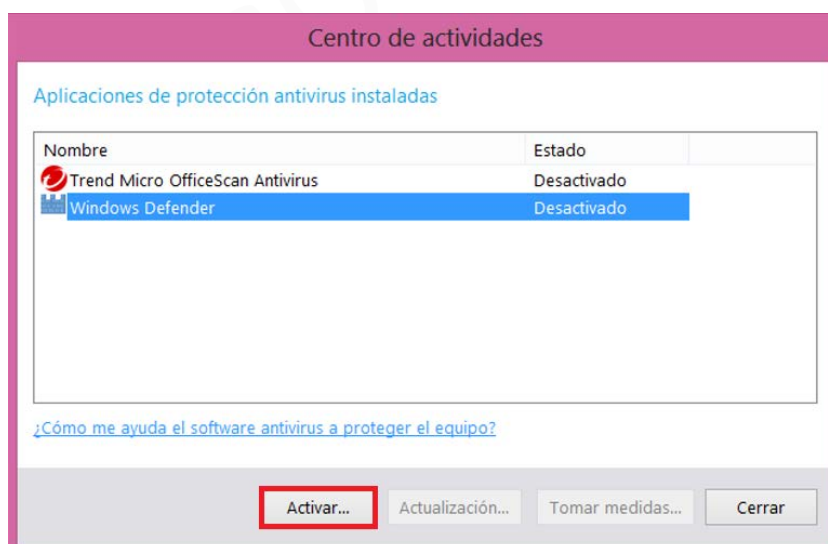 Centro de actividades
Aplicaciones de protección antivirus instaladas
Nombre Estado
Trend Micro OfficeScan Antivirus Desactivado
Windows Defender Desactivado
¿Cómo me ayuda el software antivirus a proteger el equipo?
Activar... Actualización... Tomar medidas... Cerrar